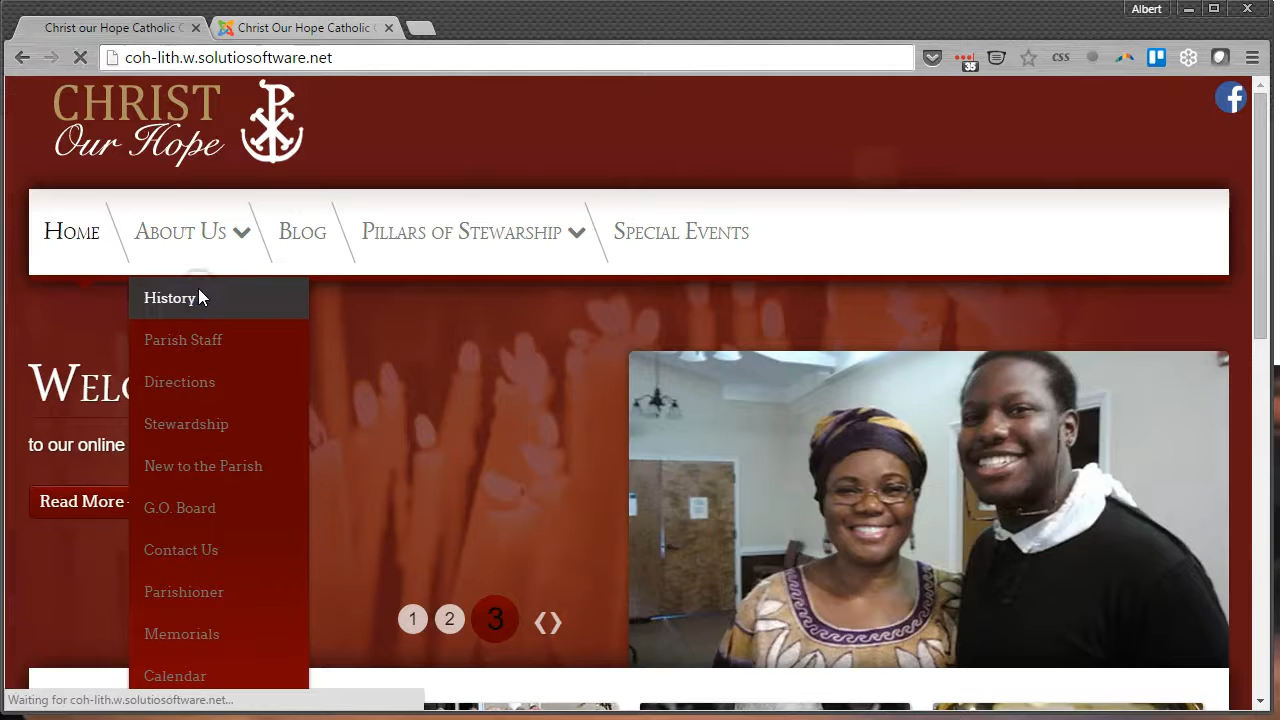 Albert
Christ our Hope Catholic C
Christ Our Hope Catholic
coh-lith.w.solutiosoftware.net
35
CSS
CHRIST
Our Hope
Home
About Us
Blog
Pillars of Stewardship
Special Events
History
Parish Staff
Directions
Stewardship
New to the Parish
G.O. Board
Contact Us
Parishioner
Memorials
Calendar
to our online
Read More
1 2 3
Waiting for coh-lith.w.solutiosoftware.net...